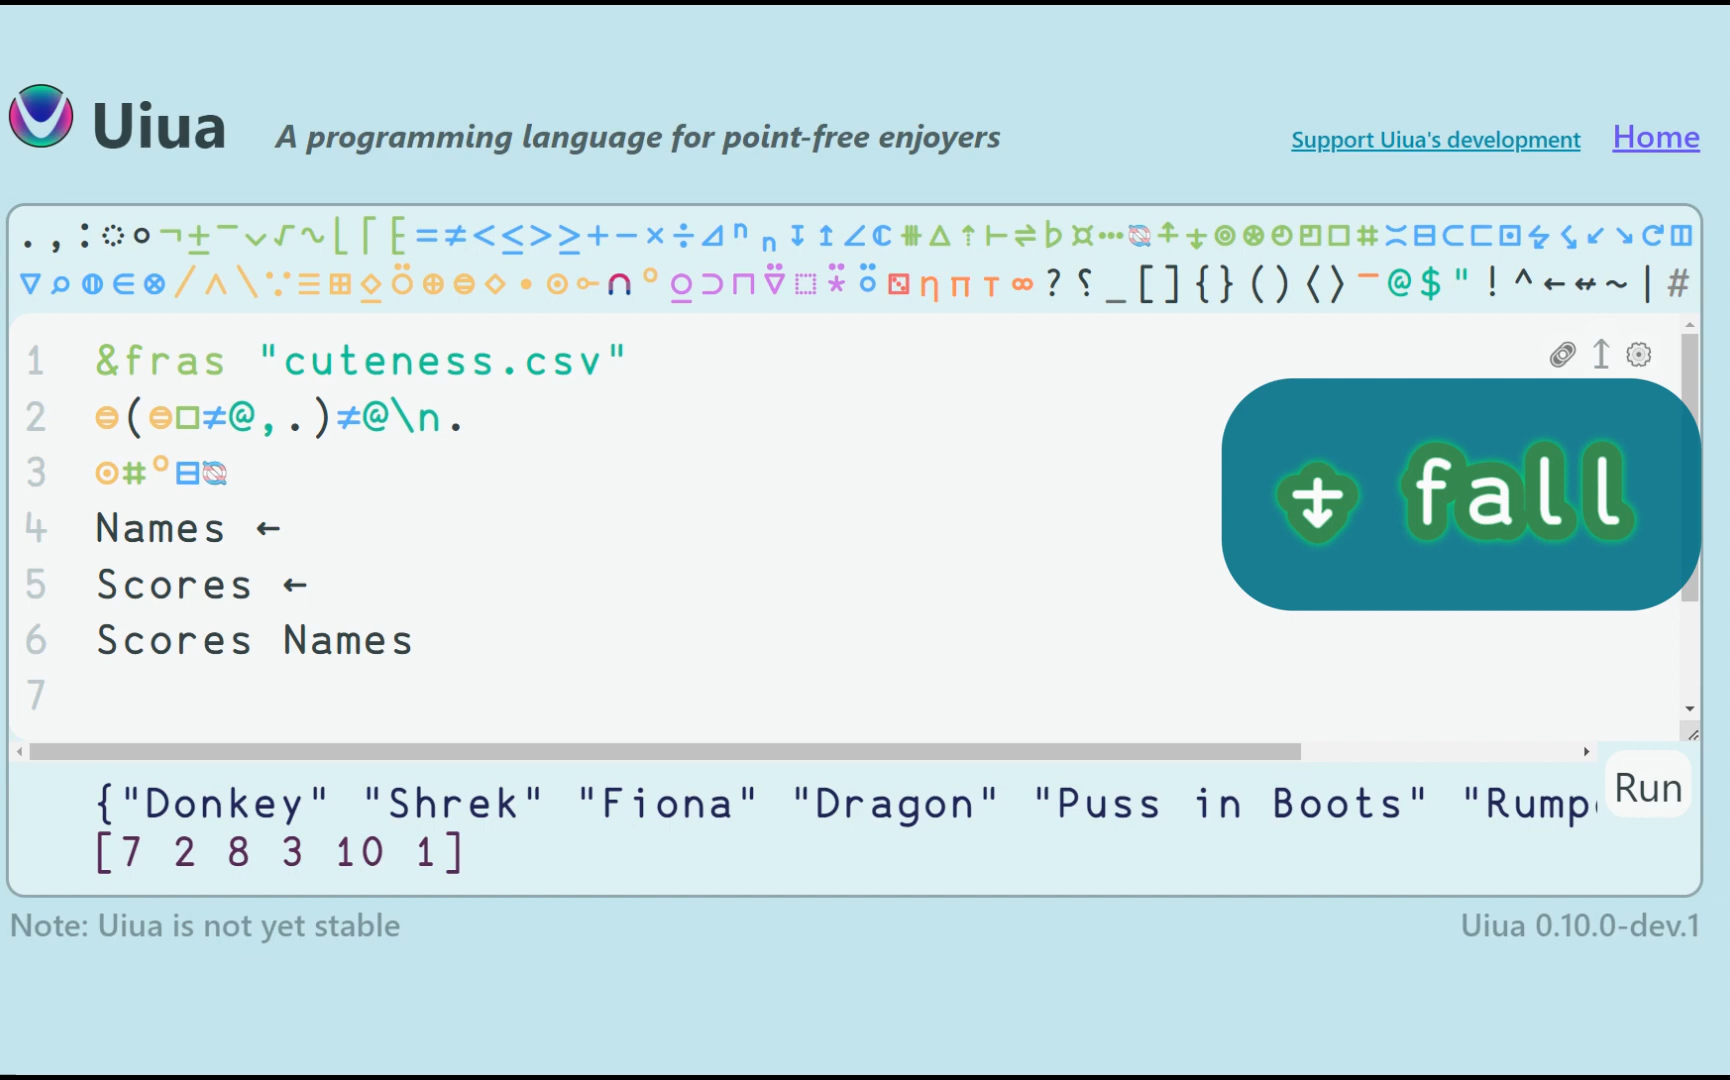 Uiua
A programming language for point-free enjoyers
Support Uiua's development
Home
. , : ◌ ∘ ¬ ± ¯ ⌵ √ ∿ ⌊ ⌈ ⁅ = ≠ < ≤ > ≥ + - × ÷ ◿ ⁿ ₙ ↧ ↥ ∠ ℂ ⧻ △ ⇡ ⊢ ⇌ ♭ ¤ ⋯ ⍉ ⍏ ⍖ ⊚ ⊛ ◴ ◰ □ # ≍ ⊟ ⊂ ⊏ ⊡ ↯ ☇ ↙ ↘ ↻ ◫
▽ ⌕ ⦷ ∈ ⊗ / ∧ \ ∵ ≡ ⊞ ⍚ ⍥ ⊕ ⊜ ◇ ⋅ ⊙ ⟜ ∩ ° ⍜ ⊃ ⊓ ⍢ ⬚ ⍣ ⍤ ⚄ η π τ ∞ ? ⸮ _ [ ] { } ( ) ⟨ ⟩ ¯ @ $ " ! ^ ← ↚ ~ | #
1 &fras "cuteness.csv"
2 ⊜(⊜□≠@,.)≠@\n.
3 ⊙⋕°⊟⍉
4 Names ←
5 Scores ←
6 Scores Names
7
⍖ fall
{"Donkey" "Shrek" "Fiona" "Dragon" "Puss in Boots" "Rump
[7 2 8 3 10 1]
Run
Note: Uiua is not yet stable
Uiua 0.10.0-dev.1